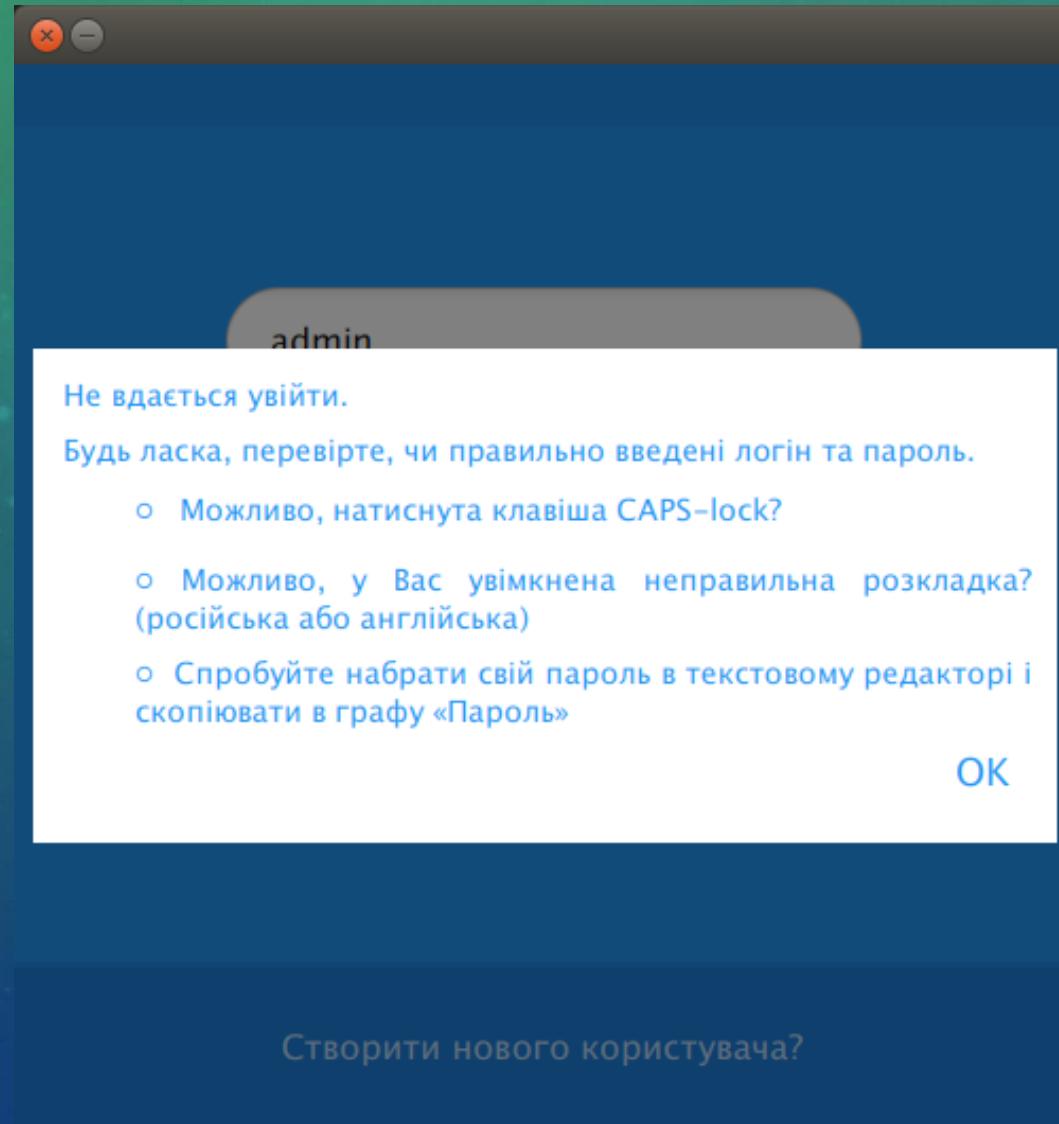 admin
Не вдається увійти.
Будь ласка, перевірте, чи правильно введені логін та пароль.
○ Можливо, натиснута клавіша CAPS-lock?
○ Можливо, у Вас увімкнена неправильна розкладка?
(російська або англійська)
○ Спробуйте набрати свій пароль в текстовому редакторі і
скопіювати в графу «Пароль»
OK
Створити нового користувача?